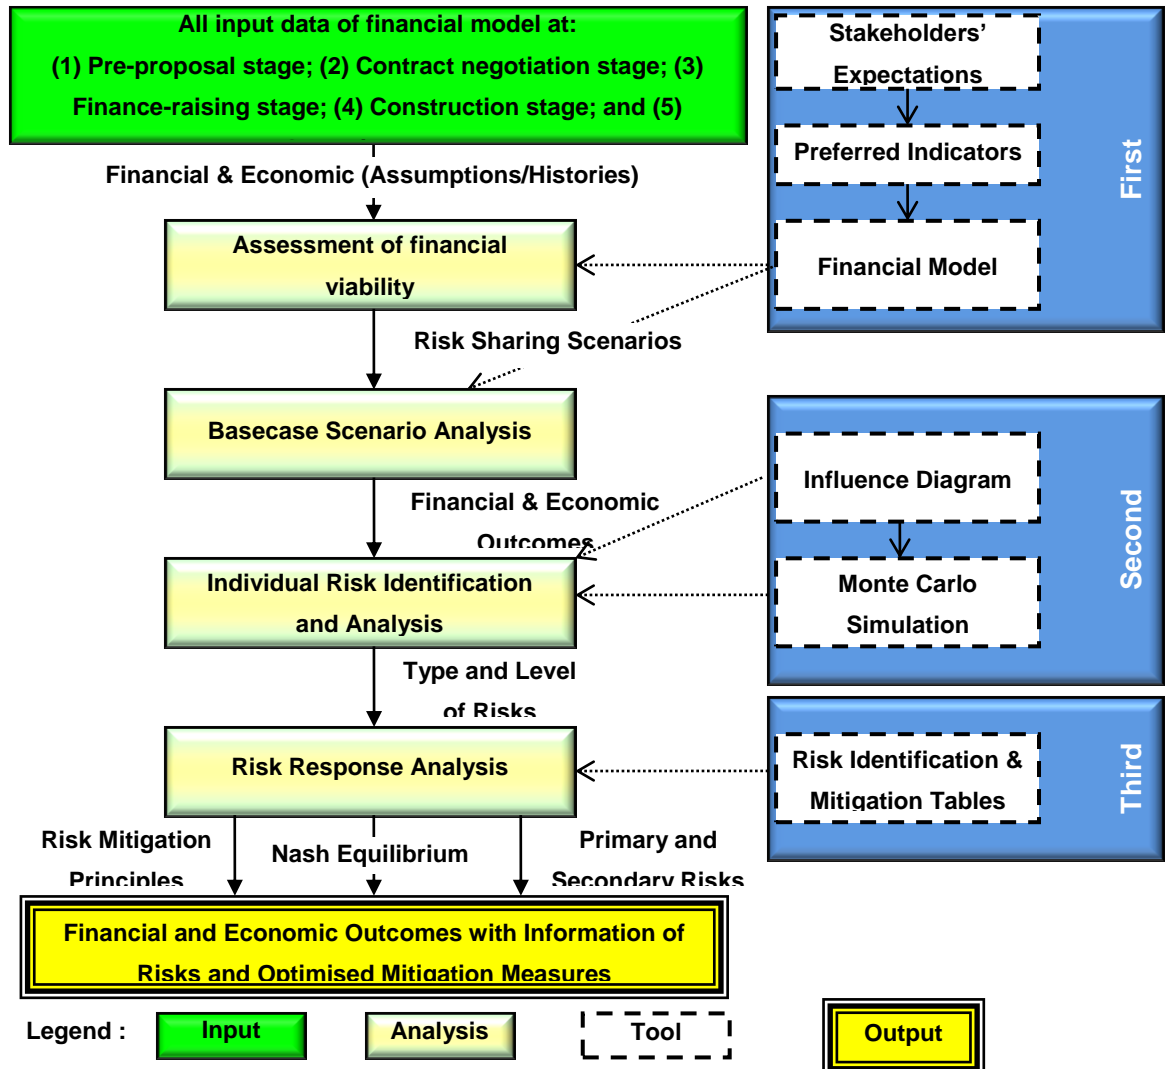 All input data of financial model at:
(1) Pre-proposal stage; (2) Contract negotiation stage; (3)
Finance-raising stage; (4) Construction stage; and (5)
Financial & Economic (Assumptions/Histories)
Assessment of financial
viability
Risk Sharing Scenarios
Basecase Scenario Analysis
Financial & Economic
Outcomes
Individual Risk Identification
and Analysis
Type and Level
of Risks
Risk Response Analysis
Risk Mitigation
Principles
Nash Equilibrium
Primary and
Secondary Risks
Financial and Economic Outcomes with Information of
Risks and Optimised Mitigation Measures
Stakeholders’
Expectations
Preferred Indicators
Financial Model
First
Influence Diagram
Monte Carlo
Simulation
Second
Risk Identification &
Mitigation Tables
Third
Legend :
Input
Analysis
Tool
Output